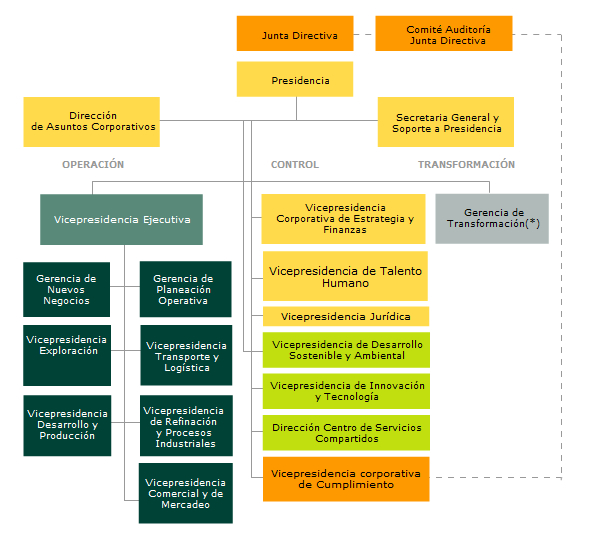 Junta Directiva
Comité Auditoría
Junta Directiva
Presidencia
Dirección
de Asuntos Corporativos
Secretaria General y
Soporte a Presidencia
OPERACIÓN
CONTROL
TRANSFORMACIÓN
Vicepresidencia Ejecutiva
Vicepresidencia
Corporativa de Estrategia y
Finanzas
Gerencia de
Transformación(*)
Gerencia de
Nuevos
Negocios
Gerencia de
Planeación
Operativa
Vicepresidencia de Talento
Humano
Vicepresidencia Jurídica
Vicepresidencia
Exploración
Vicepresidencia
Transporte y
Logística
Vicepresidencia de Desarrollo
Sostenible y Ambiental
Vicepresidencia de Innovación
y Tecnología
Vicepresidencia
Desarrollo y
Producción
Vicepresidencia
de Refinación
y Procesos
Industriales
Dirección Centro de Servicios
Compartidos
Vicepresidencia corporativa
de Cumplimiento
Vicepresidencia
Comercial y de
Mercadeo